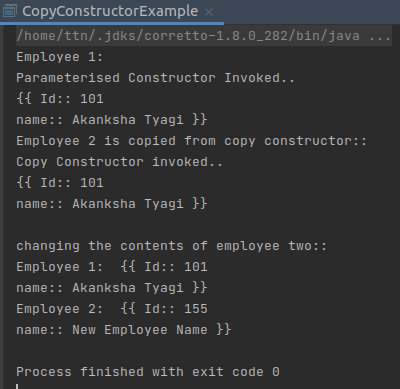 CopyConstructorExample ×
/home/ttn/.jdks/corretto-1.8.0_282/bin/java ...
Employee 1:
Parameterised Constructor Invoked..
{{ Id:: 101
name:: Akanksha Tyagi }}
Employee 2 is copied from copy constructor::
Copy Constructor invoked..
{{ Id:: 101
name:: Akanksha Tyagi }}

changing the contents of employee two::
Employee 1:  {{ Id:: 101
name:: Akanksha Tyagi }}
Employee 2:  {{ Id:: 155
name:: New Employee Name }}

Process finished with exit code 0